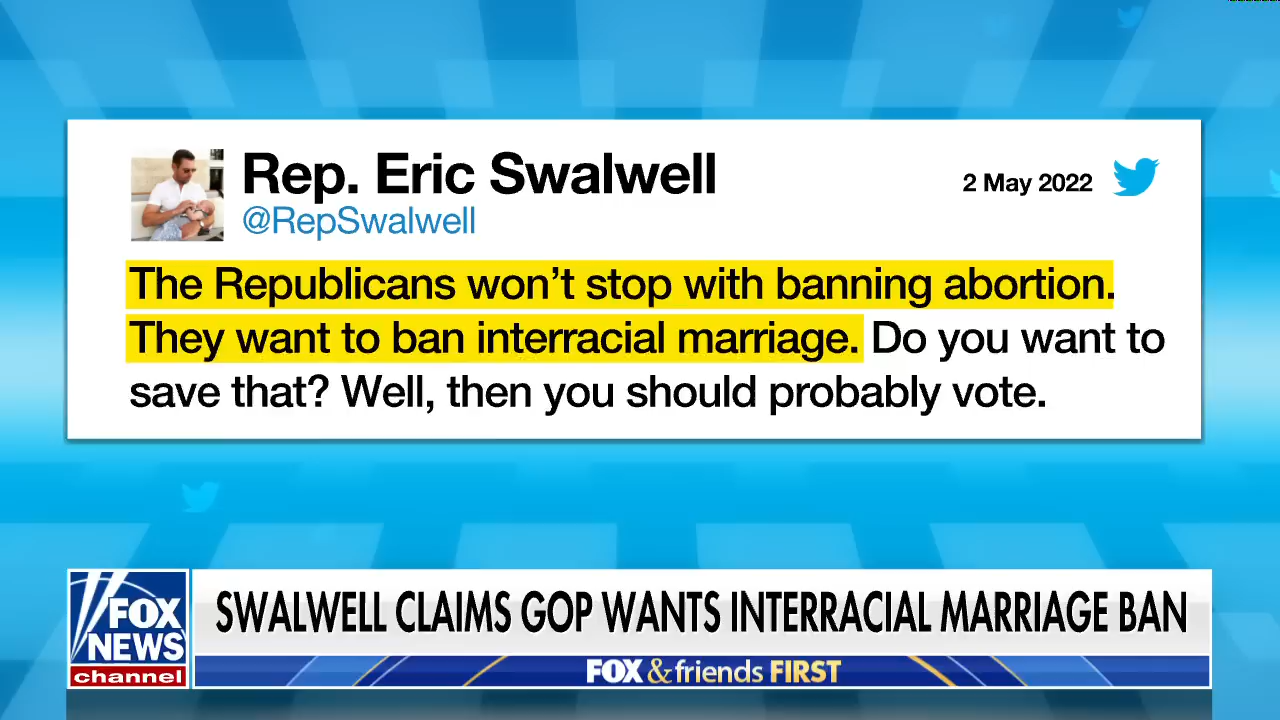 Rep. Eric Swalwell
@RepSwalwell
2 May 2022
The Republicans won't stop with banning abortion.
They want to ban interracial marriage. Do you want to
save that? Well, then you should probably vote.
FOX
NEWS
channel
SWALWELL CLAIMS GOP WANTS INTERRACIAL MARRIAGE BAN
FOX & friends FIRST